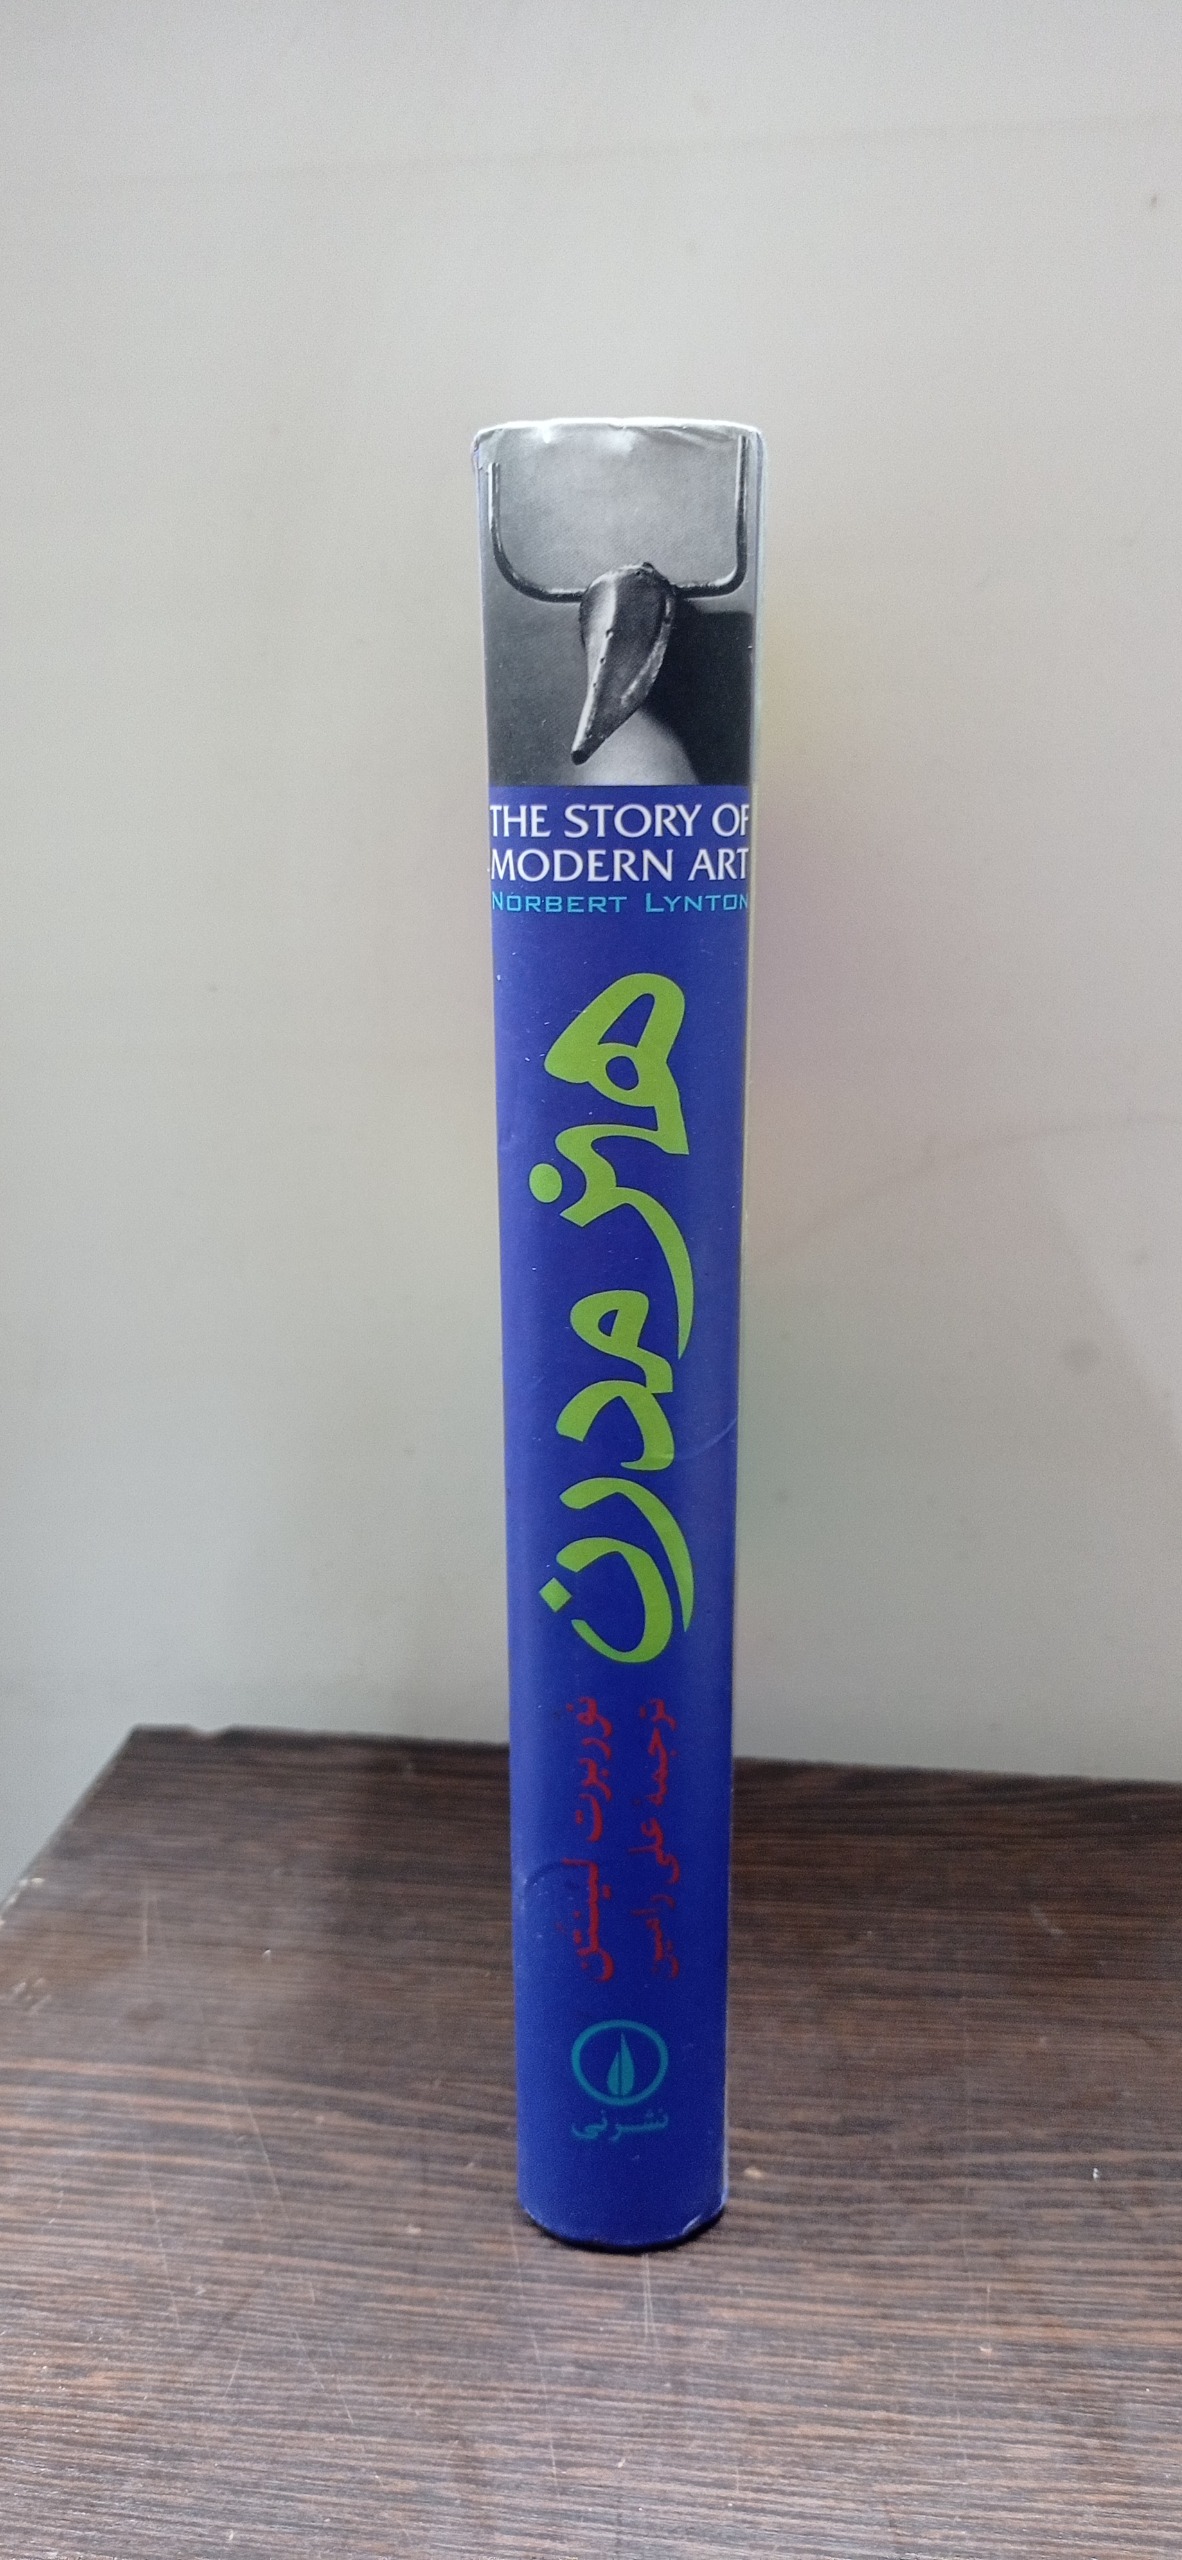 THE STORY OF
MODERN ART
NORBERT LYNTON
هنر مدرن
نوربرت لینتن
ترجمهٔ علی رامین
نشرنی